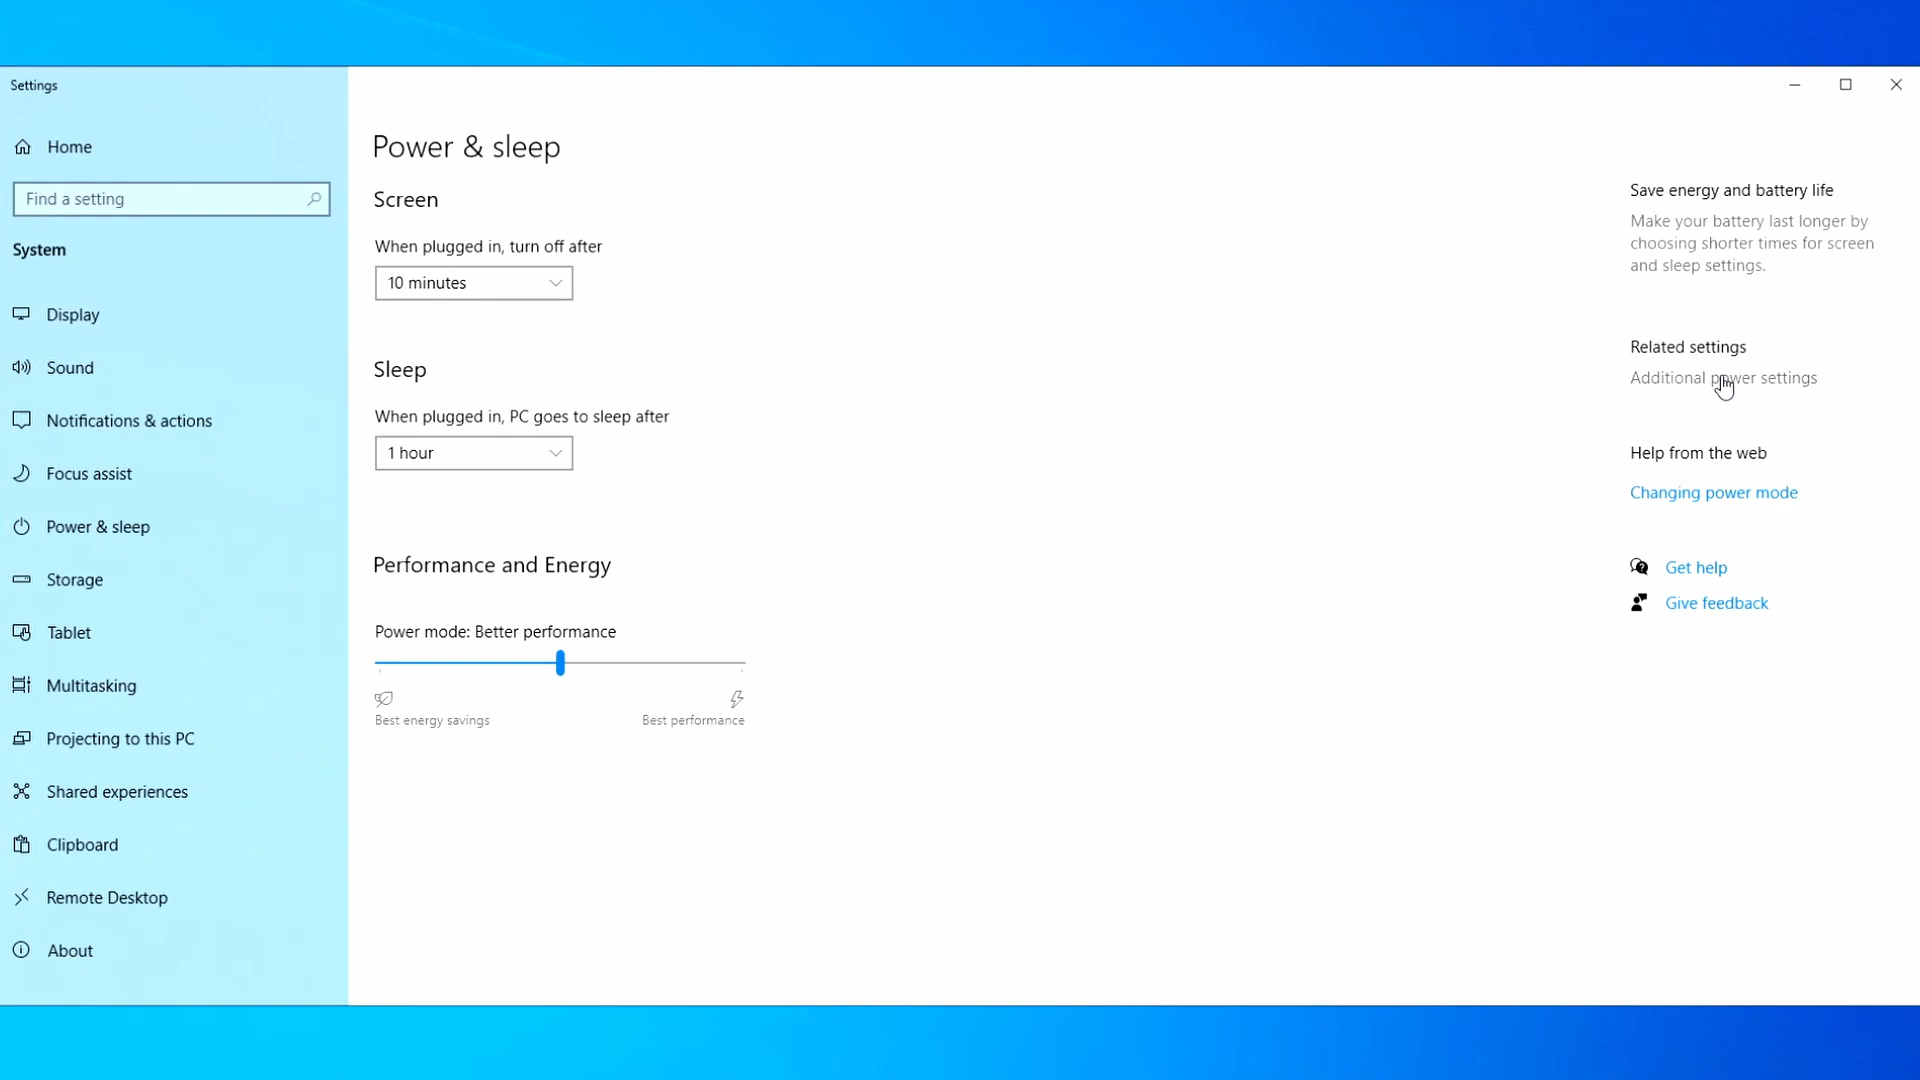 Settings
Home
Find a setting
System
Display
Sound
Notifications & actions
Focus assist
Power & sleep
Storage
Tablet
Multitasking
Projecting to this PC
Shared experiences
Clipboard
Remote Desktop
About
Power & sleep
Screen
When plugged in, turn off after
10 minutes
Sleep
When plugged in, PC goes to sleep after
1 hour
Performance and Energy
Power mode: Better performance
Best energy savings
Best performance
Save energy and battery life
Make your battery last longer by
choosing shorter times for screen
and sleep settings.
Related settings
Additional power settings
Help from the web
Changing power mode
Get help
Give feedback